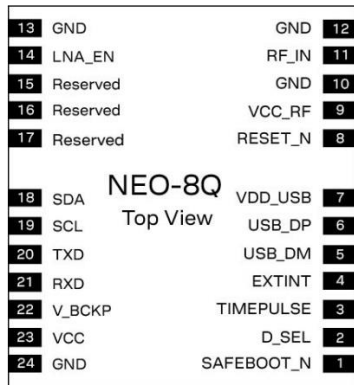 13 GND GND 12
14 LNA_EN RF_IN 11
15 Reserved GND 10
16 Reserved VCC_RF 9
17 Reserved RESET_N 8
NEO-8Q
Top View
18 SDA VDD_USB 7
19 SCL USB_DP 6
20 TXD USB_DM 5
21 RXD EXTINT 4
22 V_BCKP TIMEPULSE 3
23 VCC D_SEL 2
24 GND SAFEBOOT_N 1